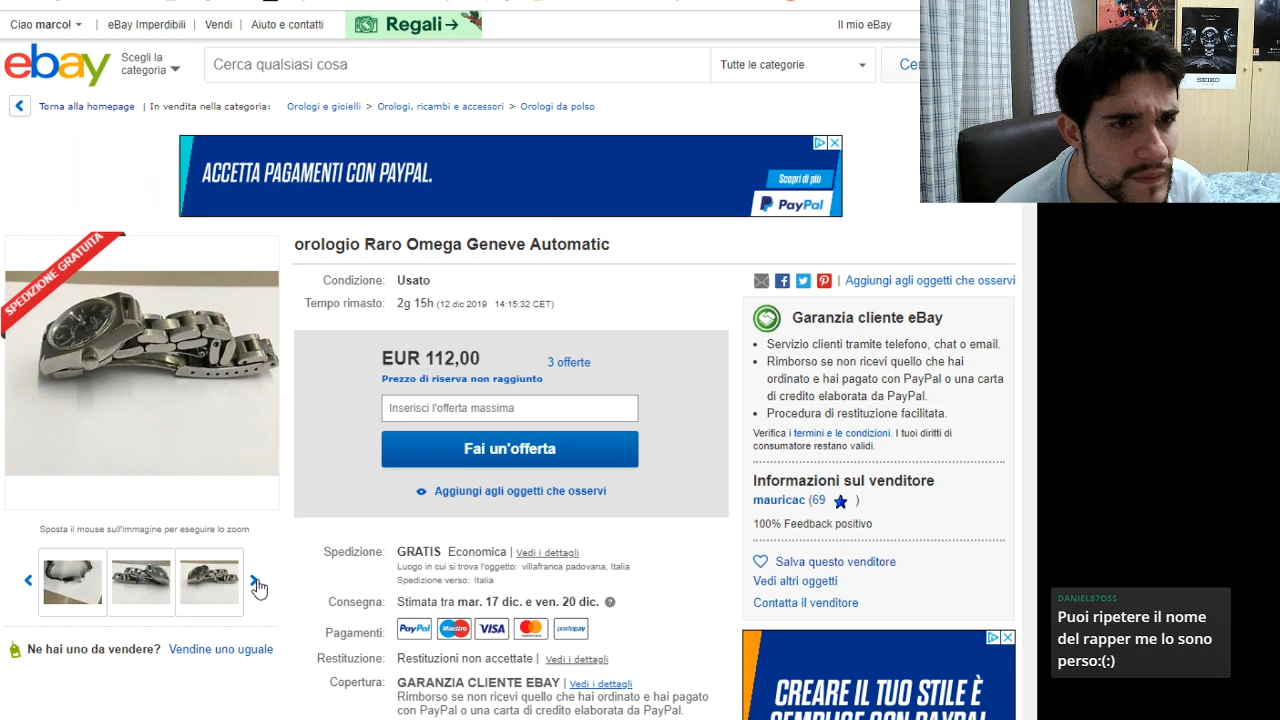 Ciao marco! | eBay Imperdibili | Vendi | Aiuto e contatti Regali→ Il mio eBay
ebay Scegli la categoria Cerca qualsiasi cosa Tutte le categorie Ce
SEIKO
Torna alla homepage | In vendita nella categoria: Orologi e gioielli > Orologi, ricambi e accessori > Orologi da polso
ACCETTA PAGAMENTI CON PAYPAL.
Scopri di più
PayPal
SPEDIZIONE GRATUITA
orologio Raro Omega Geneve Automatic
Condizione: Usato
Tempo rimasto: 2g 15h (12 dic 2019 14:15:32 CET)
EUR 112,00 3 offerte
Prezzo di riserva non raggiunto
Inserisci l'offerta massima
Fai un'offerta
Aggiungi agli oggetti che osservi
Sposta il mouse sull'immagine per eseguire lo zoom
Ne hai uno da vendere? Vendine uno uguale
Spedizione: GRATIS Economica | Vedi i dettagli
Luogo in cui si trova l'oggetto: villafranca padovana, Italia
Spedizione verso: Italia
Consegna: Stimata tra mar. 17 dic. e ven. 20 dic. ?
Pagamenti: PayPal Maestro VISA MasterCard postepay
Restituzione: Restituzioni non accettate | Vedi i dettagli
Copertura: GARANZIA CLIENTE EBAY | Vedi i dettagli
Rimborso se non ricevi quello che hai ordinato e hai pagato
con PayPal o una carta di credito elaborata da PayPal.
| Aggiungi agli oggetti che osservi
Garanzia cliente eBay
• Servizio clienti tramite telefono, chat o email.
• Rimborso se non ricevi quello che hai
ordinato e hai pagato con PayPal o una carta
di credito elaborata da PayPal.
• Procedura di restituzione facilitata.
Verifica i termini e le condizioni. I tuoi diritti di
consumatore restano validi.
Informazioni sul venditore
mauricac (69 )
100% Feedback positivo
Salva questo venditore
Vedi altri oggetti
Contatta il venditore
CREARE IL TUO STILE È
SEMPLICE CON PAYPAL
DANIEL87OSS
Puoi ripetere il nome
del rapper me lo sono
perso:(:)